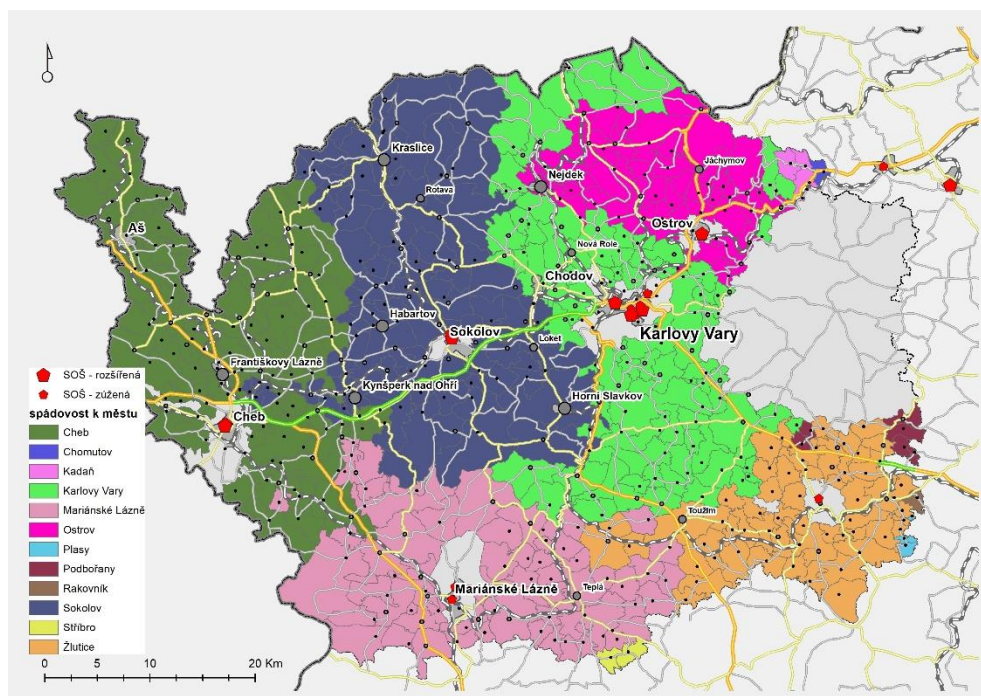 Kraslice
Rotava
Nejdek
Jáchymov
Aš
Nová Role
Ostrov
Chodov
Habartov
Sokolov
Loket
Karlovy Vary
Františkovy Lázně
Kynšperk nad Ohří
Horní Slavkov
Cheb
Toužim
Mariánské Lázně
Teplá
SOŠ - rozšířená
SOŠ - zúžená
spádovost k městu
Cheb
Chomutov
Kadaň
Karlovy Vary
Mariánské Lázně
Ostrov
Plasy
Podbořany
Rakovník
Sokolov
Stříbro
Žlutice
0 5 10 20 Km